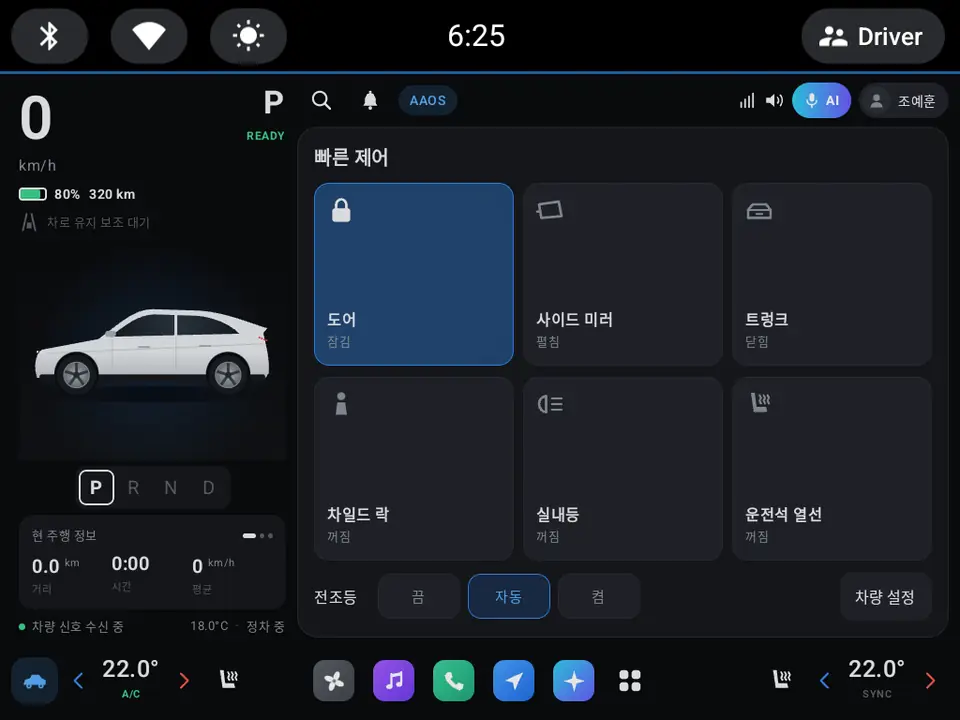 6:25
Driver
0
P
READY
km/h
80% 320 km
차로 유지 보조 대기
AAOS
AI
조예훈
빠른 제어
도어
잠김
사이드 미러
펼침
트렁크
닫힘
차일드 락
꺼짐
실내등
꺼짐
운전석 열선
꺼짐
P R N D
현 주행 정보
0.0 km
거리
0:00
시간
0 km/h
평균
차량 신호 수신 중
18.0°C · 정차 중
전조등
끔
자동
켬
차량 설정
22.0°
A/C
22.0°
SYNC